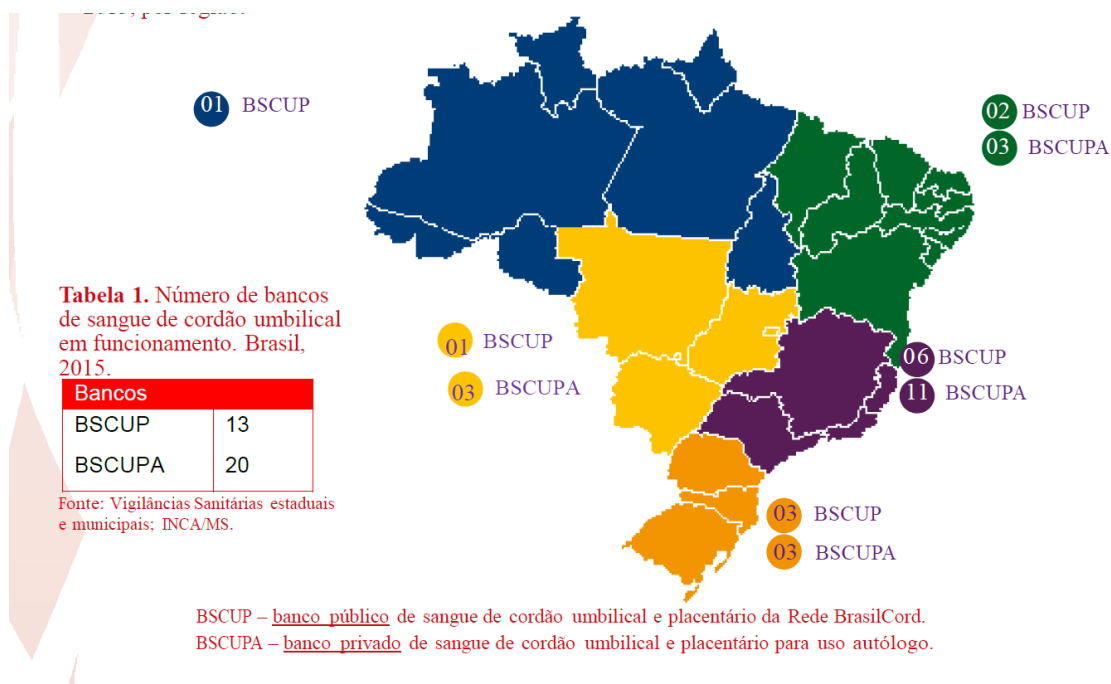 01 BSCUP
02 BSCUP
03 BSCUPA
Tabela 1. Número de bancos
de sangue de cordão umbilical
em funcionamento. Brasil,
2015.
Bancos
BSCUP 13
BSCUPA 20
Fonte: Vigilâncias Sanitárias estaduais
e municipais; INCA/MS.
01 BSCUP
03 BSCUPA
06 BSCUP
11 BSCUPA
03 BSCUP
03 BSCUPA
BSCUP – banco público de sangue de cordão umbilical e placentário da Rede BrasilCord.
BSCUPA – banco privado de sangue de cordão umbilical e placentário para uso autólogo.